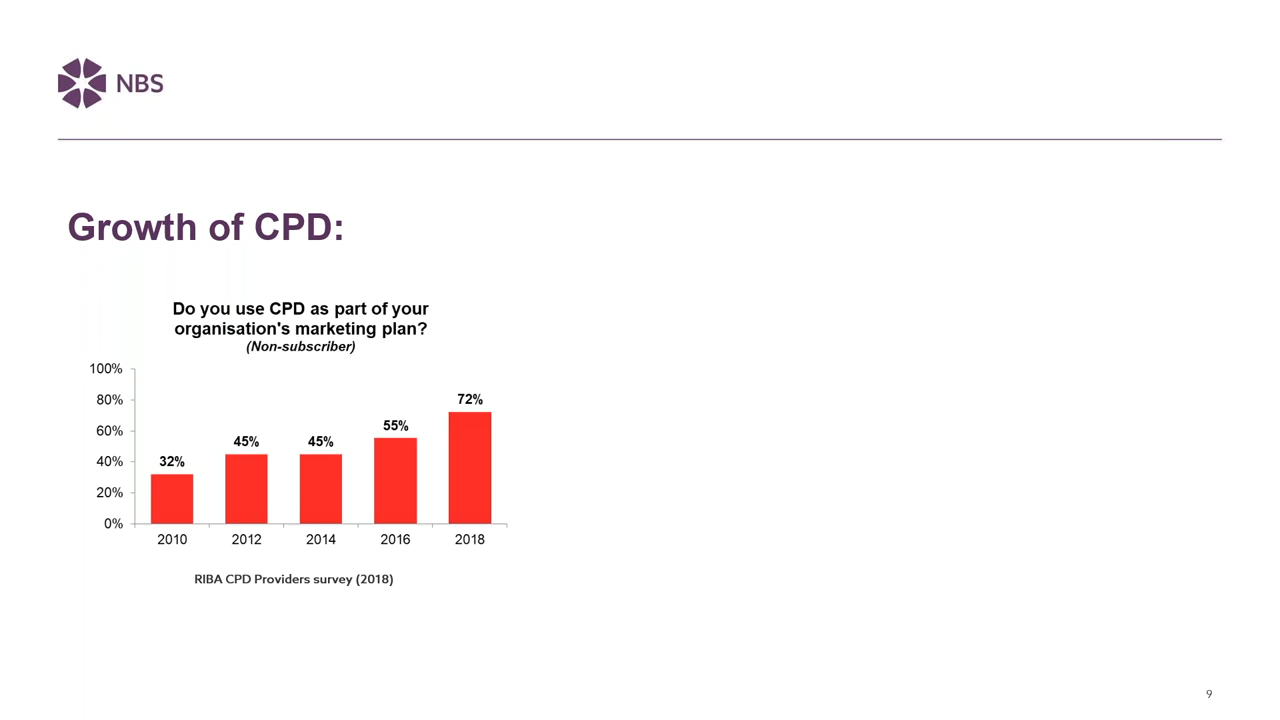 NBS
Growth of CPD:
Do you use CPD as part of your
organisation's marketing plan?
(Non-subscriber)
100%
80%
60%
40%
20%
0%
32%
45%
45%
55%
72%
2010
2012
2014
2016
2018
RIBA CPD Providers survey (2018)
9